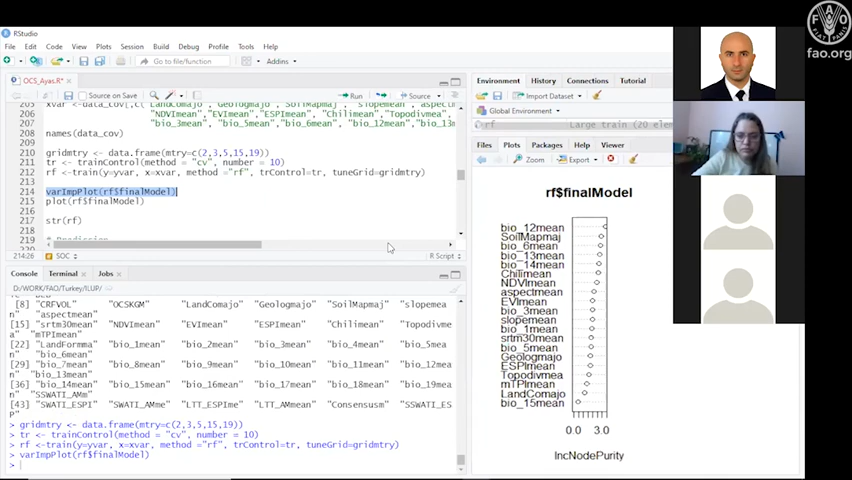 RStudio
File Edit Code View Plots Session Build Debug Profile Tools Help
Go to file/function
Addins
OCS_Ayas.R*
Source on Save
Run
Source
206 "NDVImean","EVImean","ESPImean", "Chilimean","Topodivme
207 "bio_3mean", "bio_5mean","bio_6mean", "bio_12mean","bio_13m
208 names(data_cov)
209
210 gridmtry <- data.frame(mtry=c(2,3,5,15,19))
211 tr <- trainControl(method = "cv", number = 10)
212 rf <-train(y=yvar, x=xvar, method ="rf", trControl=tr, tuneGrid=gridmtry)
213
214 varImpPlot(rf$finalModel)
215 plot(rf$finalModel)
216
217 str(rf)
218
214:26
SOC
R Script
Console Terminal Jobs
D:/WORK/FAO/Turkey/ILUP/
[8] "CRFVOL" "OCSKGM" "LandComajo" "Geologmajo" "SoilMapmaj" "slopemea
n" "aspectmean"
[15] "srtm30mean" "NDVImean" "EVImean" "ESPImean" "Chilimean" "Topodivme
a" "mTPImean"
[22] "LandFormma" "bio_1mean" "bio_2mean" "bio_3mean" "bio_4mean" "bio_5mea
n" "bio_6mean"
[29] "bio_7mean" "bio_8mean" "bio_9mean" "bio_10mean" "bio_11mean" "bio_12mea
n" "bio_13mean"
[36] "bio_14mean" "bio_15mean" "bio_16mean" "bio_17mean" "bio_18mean" "bio_19mea
n" "SSWATI_AMm"
[43] "SWATI_ESPI" "SWATI_AMme" "LTT_ESPIme" "LTT_AMmean" "Consensusm" "SSWATI_ES
P"
> gridmtry <- data.frame(mtry=c(2,3,5,15,19))
> tr <- trainControl(method = "cv", number = 10)
> rf <-train(y=yvar, x=xvar, method ="rf", trControl=tr, tuneGrid=gridmtry)
> varImpPlot(rf$finalModel)
>
Environment History Connections Tutorial
Import Dataset
Global Environment
rf Large train (20 elem
Files Plots Packages Help Viewer
Zoom Export
rf$finalModel
bio_12mean
SoilMapmaj
bio_6mean
bio_13mean
bio_14mean
Chilimean
NDVImean
aspectmean
EVImean
bio_3mean
slopemean
bio_1mean
srtm30mean
bio_5mean
Geologmajo
ESPImean
Topodivmea
mTPImean
LandComajo
bio_15mean
0.0 3.0
IncNodePurity
FAO
FIAT PANIS
fao.org